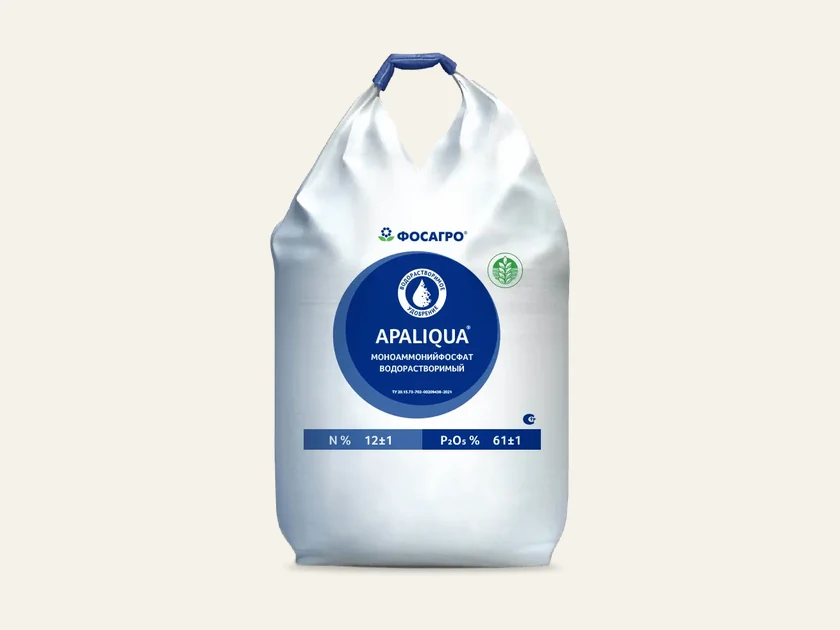 ФОСАГРО®
ВОДОРАСТВОРИМОЕ
УДОБРЕНИЕ
APALIQUA®
МОНОАММОНИЙФОСФАТ
ВОДОРАСТВОРИМЫЙ
N % 12±1 P₂O₅ % 61±1